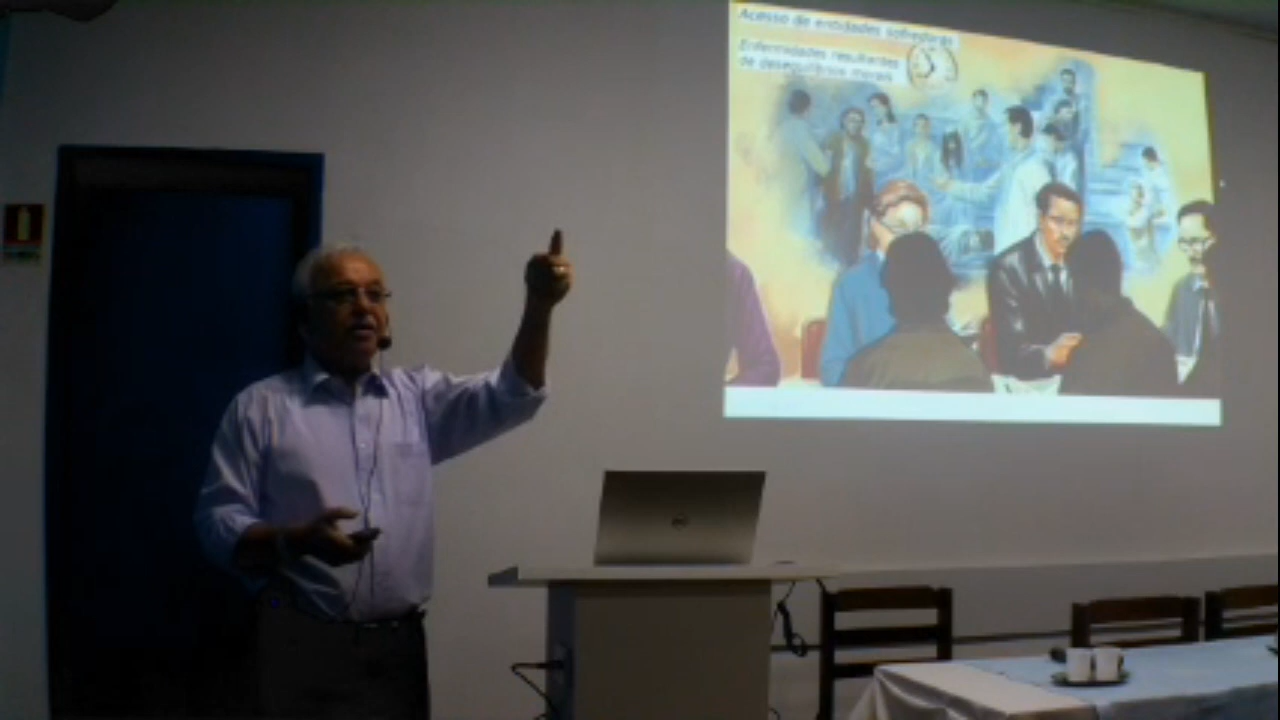 Acesso de entidades sofredoras
Enfermidades resultantes
de desequilíbrios morais